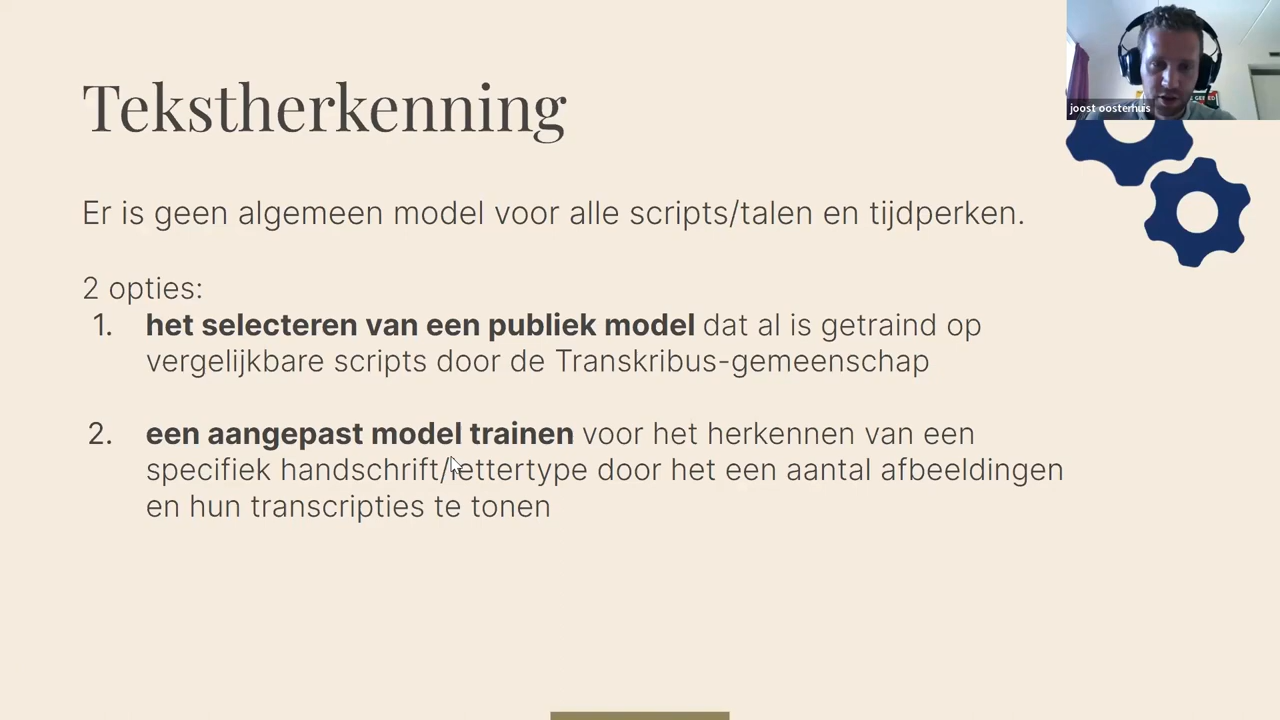 Tekstherkenning
joost oosterhuis
Er is geen algemeen model voor alle scripts/talen en tijdperken.
2 opties:
1. het selecteren van een publiek model dat al is getraind op
vergelijkbare scripts door de Transkribus-gemeenschap
2. een aangepast model trainen voor het herkennen van een
specifiek handschrift/lettertype door het een aantal afbeeldingen
en hun transcripties te tonen